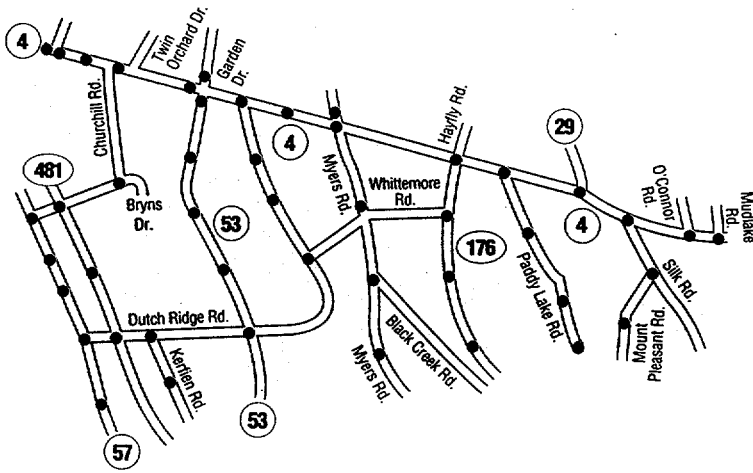 4
Twin
Orchard Dr.
Garden
Dr.
Churchill Rd.
4
Hayfly Rd.
29
481
Myers Rd.
Whittemore
Rd.
O'Connor
Rd.
Mudlake
Rd.
Bryns
Dr.
53
176
4
Paddy Lake Rd.
Silk Rd.
Dutch Ridge Rd.
Kerfien Rd.
Black Creek Rd.
Myers Rd.
Mount
Pleasant Rd.
53
57